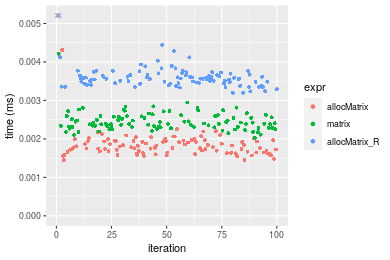 0.005
0.004
0.003
0.002
0.001
0.000
time (ms)
0
25
50
75
100
iteration
expr
allocMatrix
matrix
allocMatrix_R